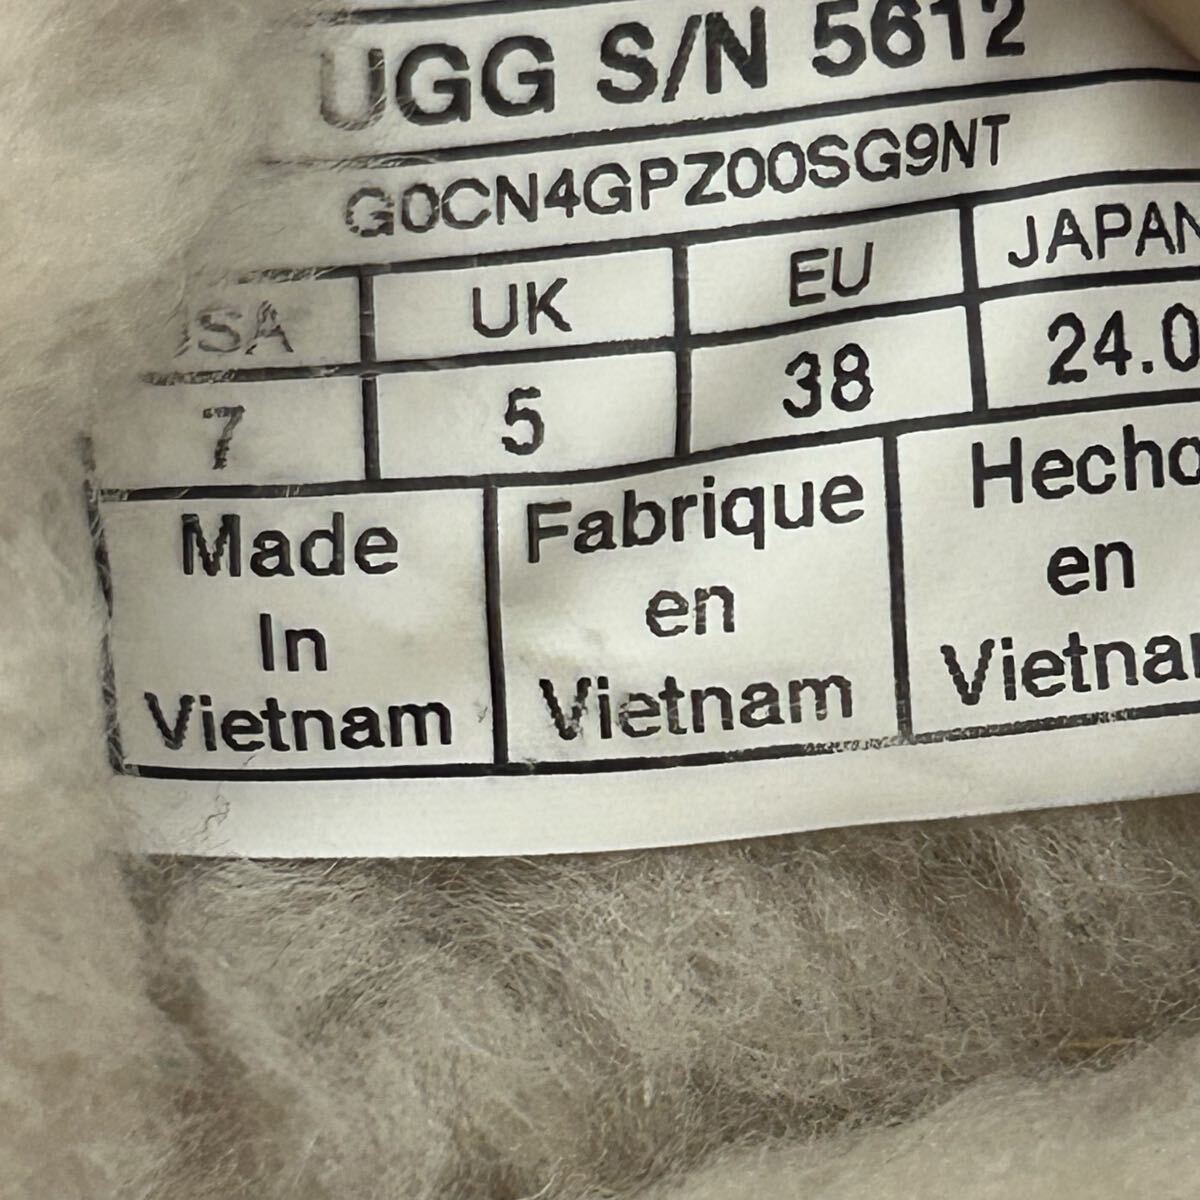 UGG S/N 5612
G0CN4GPZ00SG9NT
USA UK EU JAPAN
7 5 38 24.0
Made
In
Vietnam
Fabrique
en
Vietnam
Hecho
en
Vietnam